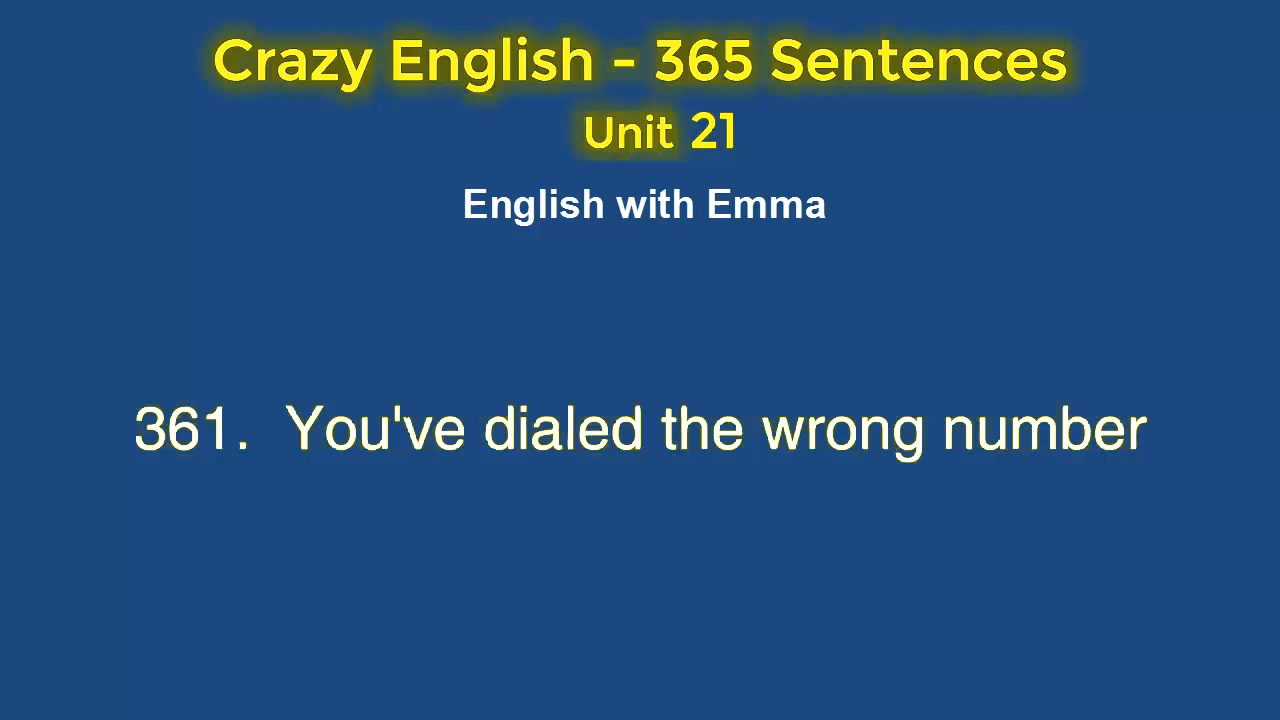 Crazy English - 365 Sentences
Unit 21
English with Emma
361. You've dialed the wrong number